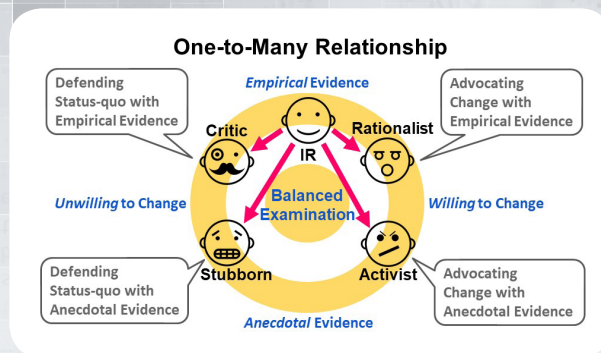 One-to-Many Relationship
Defending
Status-quo with
Empirical Evidence
Empirical Evidence
Advocating
Change with
Empirical Evidence
Critic
Rationalist
IR
Unwilling to Change
Balanced
Examination
Willing to Change
Defending
Status-quo with
Anecdotal Evidence
Stubborn
Activist
Advocating
Change with
Anecdotal Evidence
Anecdotal Evidence